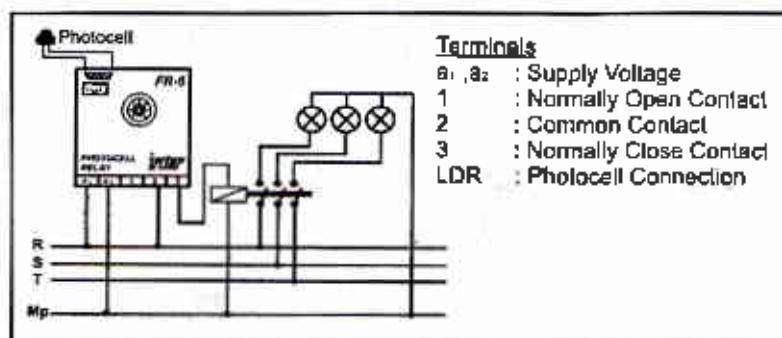 Photocell
FR-6
PHOTOCELL
RELAY
R
S
T
Mp
Terminals
a₁ ,a₂ : Supply Voltage
1 : Normally Open Contact
2 : Common Contact
3 : Normally Close Contact
LDR : Photocell Connection